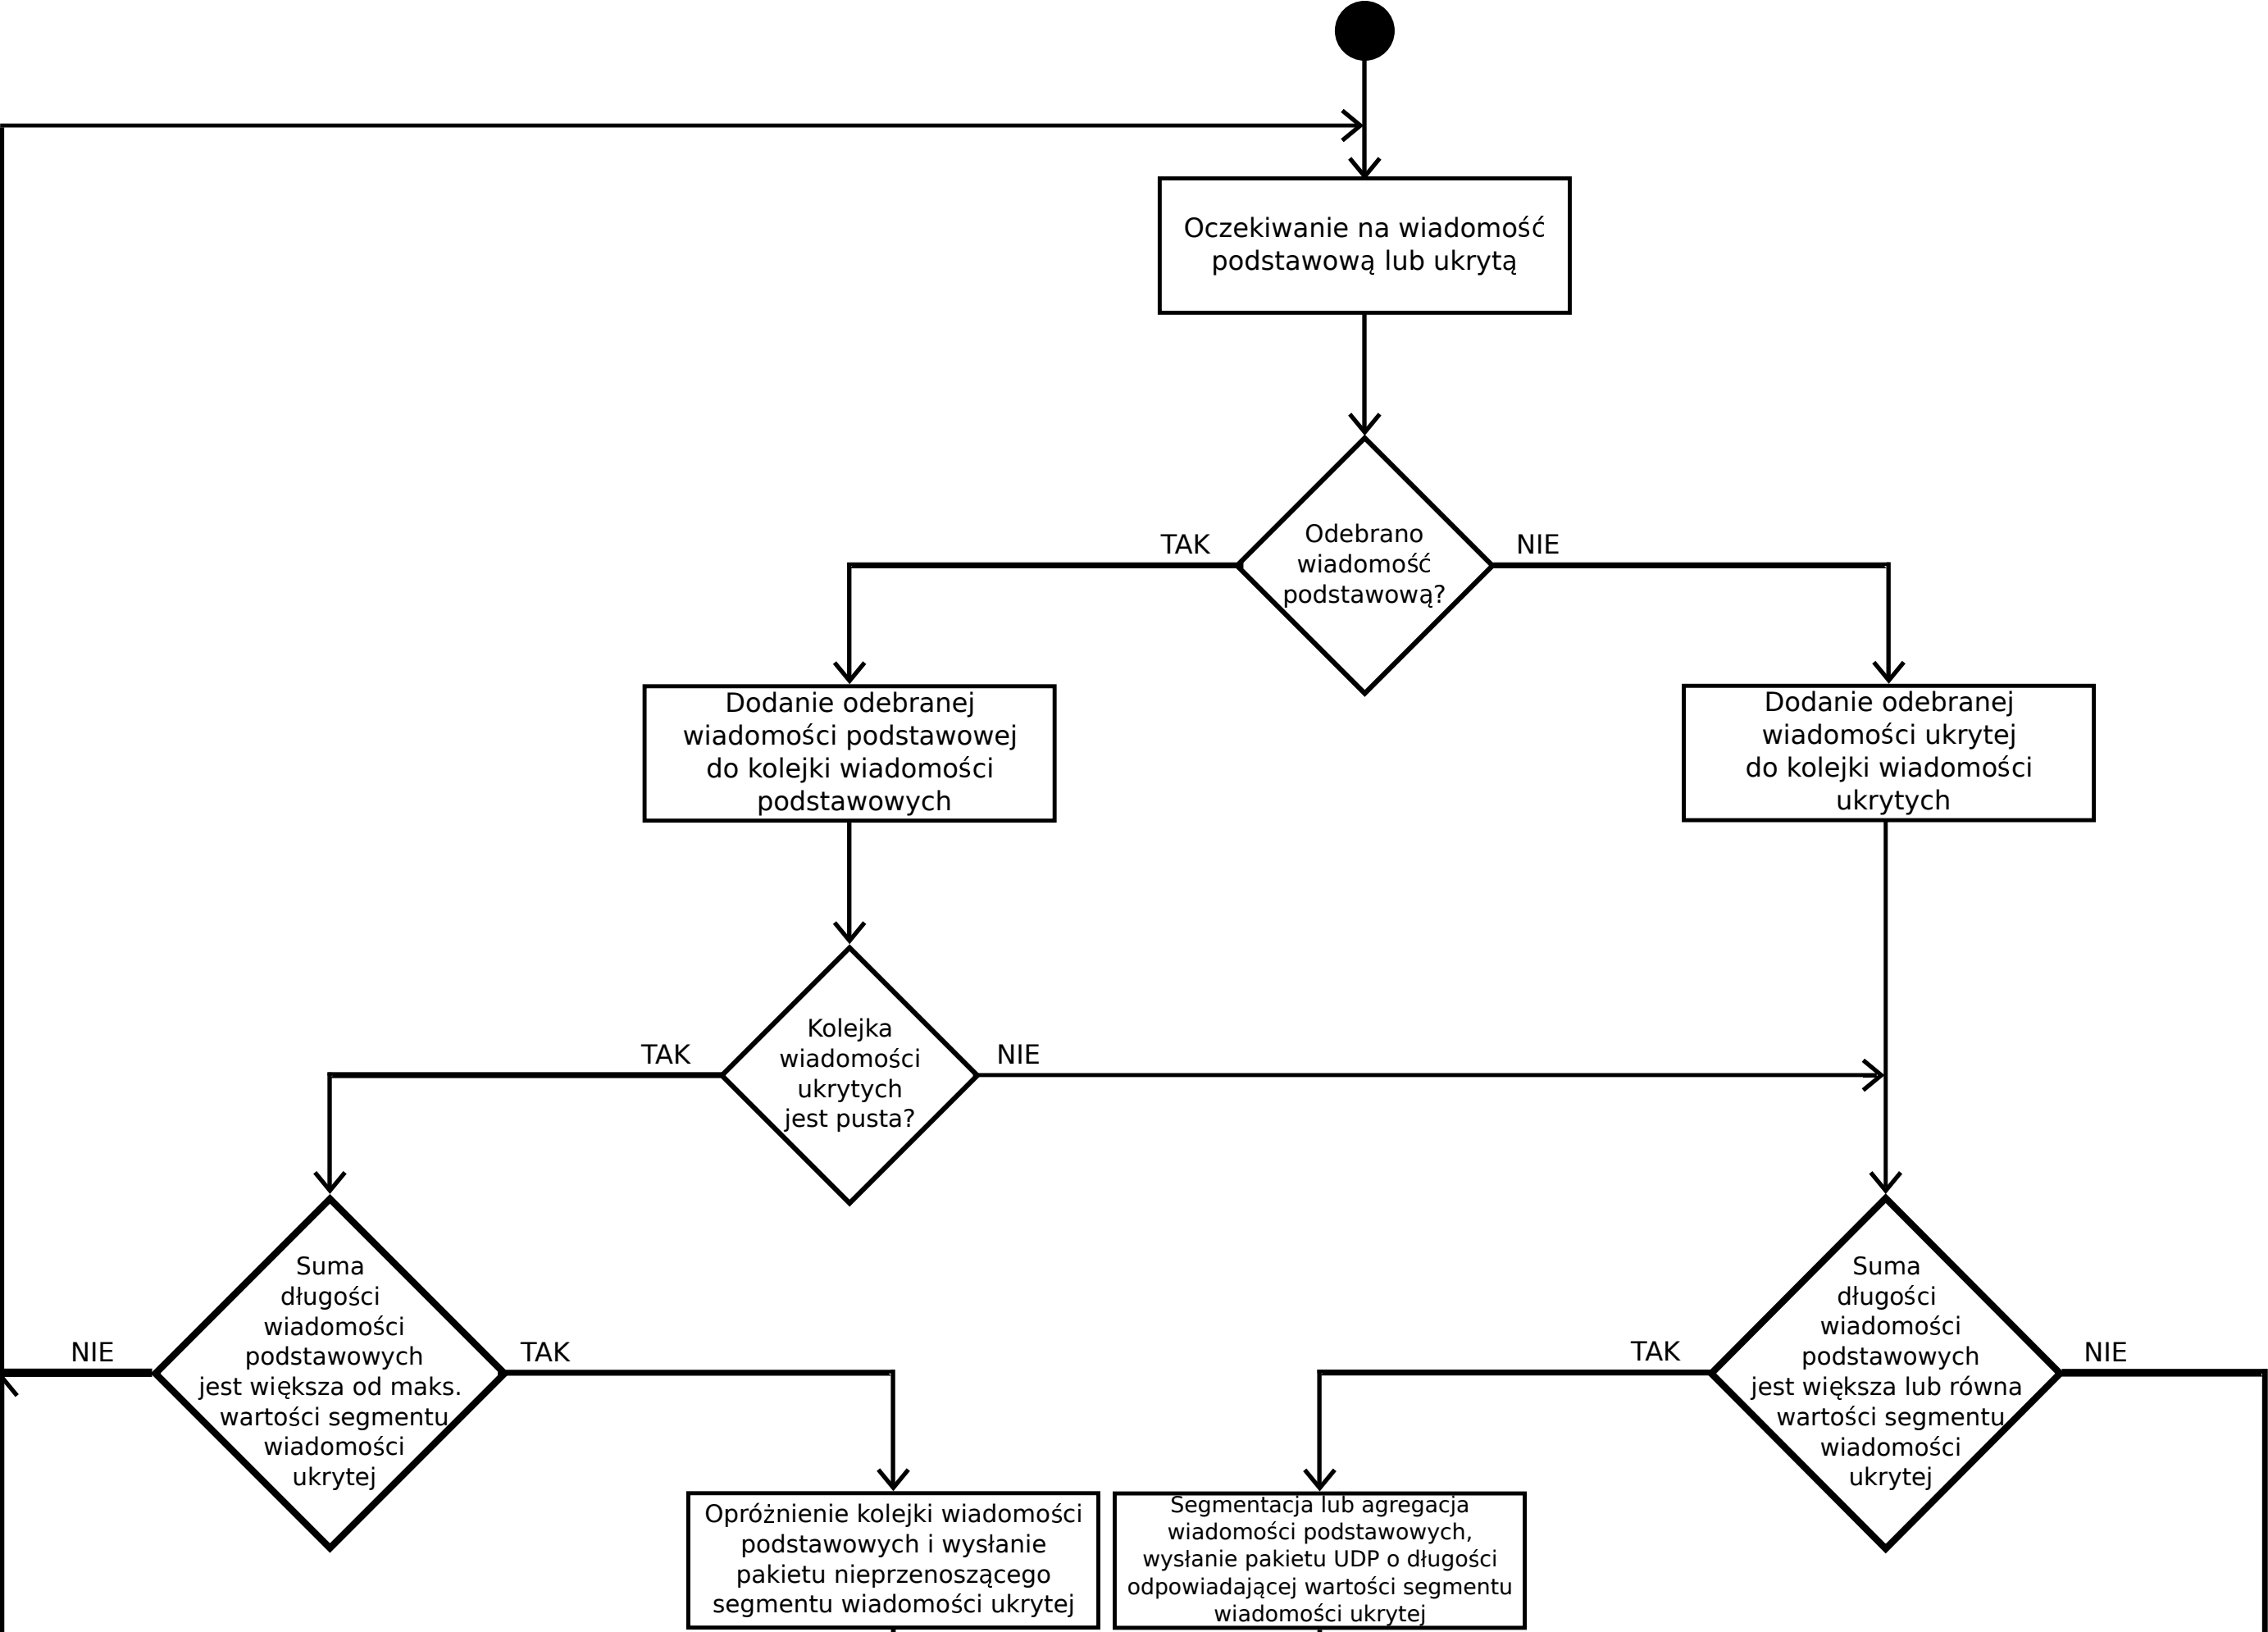 Oczekiwanie na wiadomość
podstawową lub ukrytą
Odebrano
wiadomość
podstawową?
TAK
NIE
Dodanie odebranej
wiadomości podstawowej
do kolejki wiadomości
podstawowych
Dodanie odebranej
wiadomości ukrytej
do kolejki wiadomości
ukrytych
Kolejka
wiadomości
ukrytych
jest pusta?
TAK
NIE
Suma
długości
wiadomości
podstawowych
jest większa od maks.
wartości segmentu
wiadomości
ukrytej
NIE
TAK
Suma
długości
wiadomości
podstawowych
jest większa lub równa
wartości segmentu
wiadomości
ukrytej
TAK
NIE
Opróżnienie kolejki wiadomości
podstawowych i wysłanie
pakietu nieprzenoszącego
segmentu wiadomości ukrytej
Segmentacja lub agregacja
wiadomości podstawowych,
wysłanie pakietu UDP o długości
odpowiadającej wartości segmentu
wiadomości ukrytej